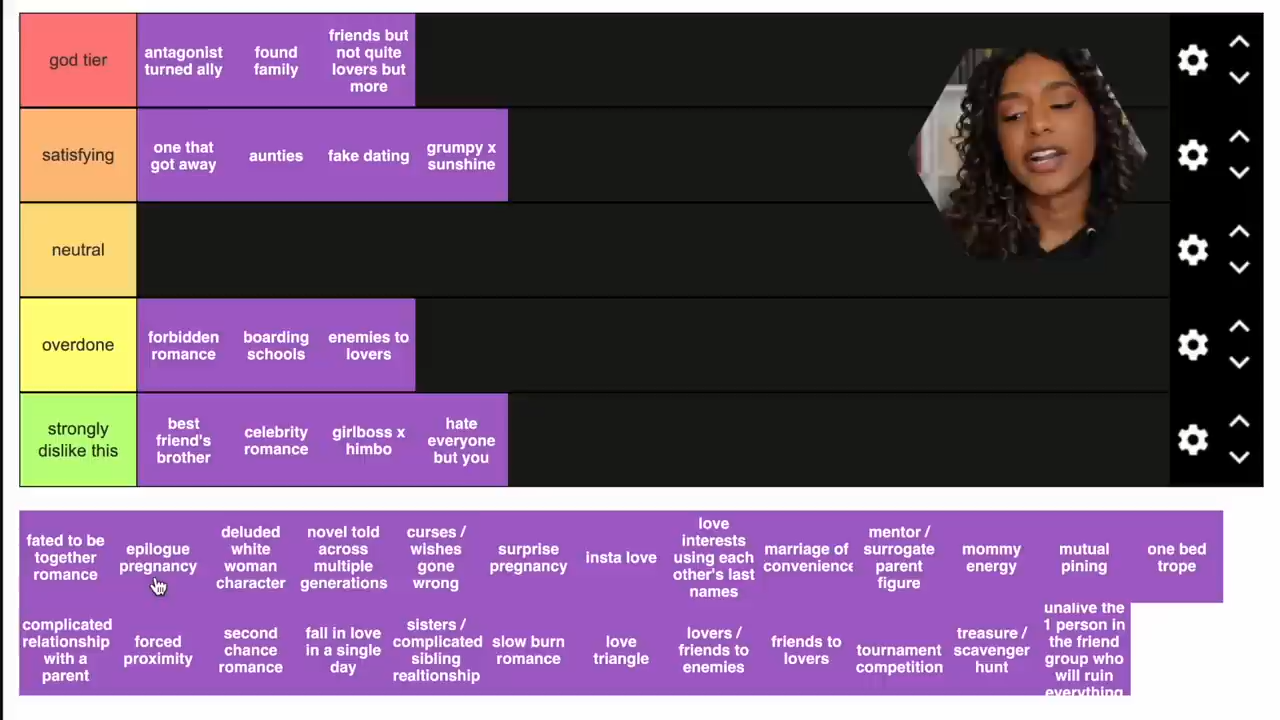 god tier
antagonist
turned ally
found
family
friends but
not quite
lovers but
more
satisfying
one that
got away
aunties
fake dating
grumpy x
sunshine
neutral
overdone
forbidden
romance
boarding
schools
enemies to
lovers
strongly
dislike this
best
friend's
brother
celebrity
romance
girlboss x
himbo
hate
everyone
but you
fated to be
together
romance
epilogue
pregnancy
deluded
white
woman
character
novel told
across
multiple
generations
curses /
wishes
gone
wrong
surprise
pregnancy
insta love
love
interests
using each
other's last
names
marriage of
convenience
mentor /
surrogate
parent
figure
mommy
energy
mutual
pining
one bed
trope
complicated
relationship
with a
parent
forced
proximity
second
chance
romance
fall in love
in a single
day
sisters /
complicated
sibling
realtionship
slow burn
romance
love
triangle
lovers /
friends to
enemies
friends to
lovers
tournament
competition
treasure /
scavenger
hunt
unalive the
1 person in
the friend
group who
will ruin
everything